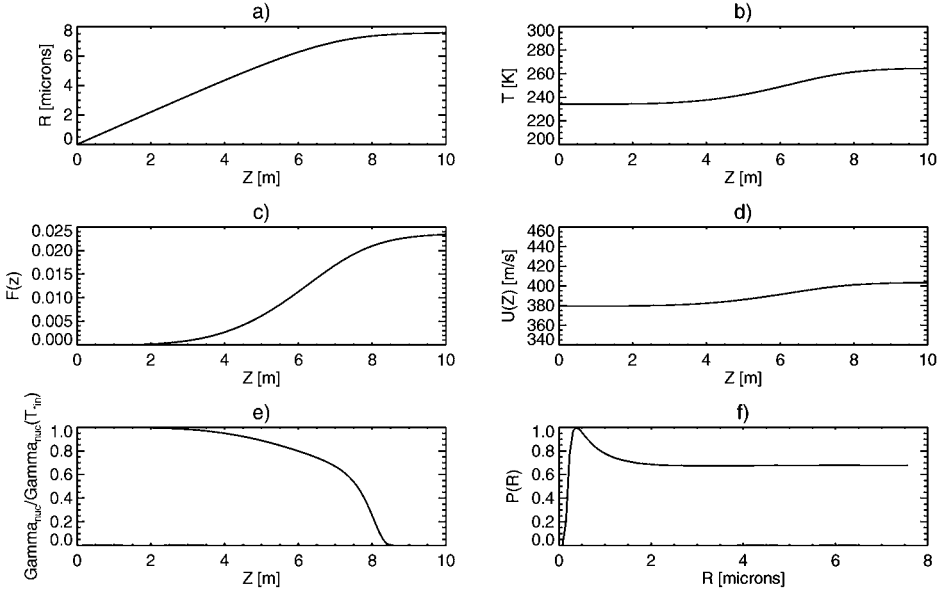 a)
R [microns]
8
6
4
2
0
0 2 4 6 8 10
Z [m]
b)
T [K]
300
280
260
240
220
200
0 2 4 6 8 10
Z [m]
c)
F(z)
0.025
0.020
0.015
0.010
0.005
0.000
0 2 4 6 8 10
Z [m]
d)
U(Z) [m/s]
460
440
420
400
380
360
340
0 2 4 6 8 10
Z [m]
e)
Gamma_nuc/Gamma_nuc(T-in)
1.0
0.8
0.6
0.4
0.2
0.0
0 2 4 6 8 10
Z [m]
f)
P(R)
1.0
0.8
0.6
0.4
0.2
0.0
0 2 4 6 8
R [microns]